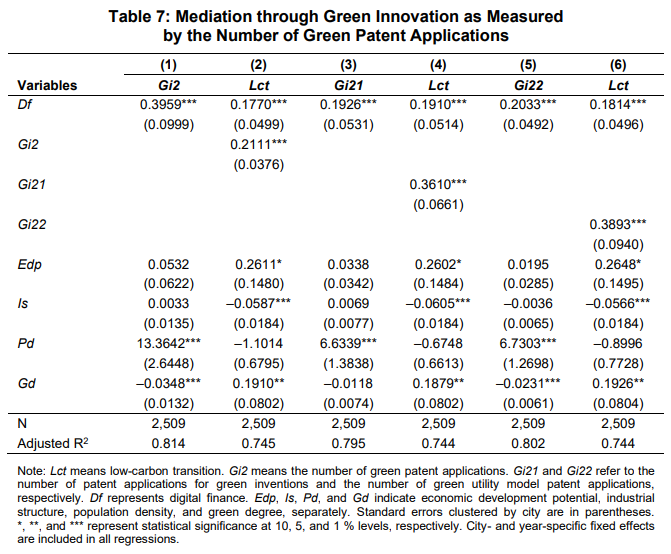 Table 7: Mediation through Green Innovation as Measured
by the Number of Green Patent Applications
(1) (2) (3) (4) (5) (6)
Variables Gi2 Lct Gi21 Lct Gi22 Lct
Df 0.3959*** 0.1770*** 0.1926*** 0.1910*** 0.2033*** 0.1814***
(0.0999) (0.0499) (0.0531) (0.0514) (0.0492) (0.0496)
Gi2 0.2111***
(0.0376)
Gi21 0.3610***
(0.0661)
Gi22 0.3893***
(0.0940)
Edp 0.0532 0.2611* 0.0338 0.2602* 0.0195 0.2648*
(0.0622) (0.1480) (0.0342) (0.1484) (0.0285) (0.1495)
Is 0.0033 –0.0587*** 0.0069 –0.0605*** –0.0036 –0.0566***
(0.0135) (0.0184) (0.0077) (0.0184) (0.0065) (0.0184)
Pd 13.3642*** –1.1014 6.6339*** –0.6748 6.7303*** –0.8996
(2.6448) (0.6795) (1.3838) (0.6613) (1.2698) (0.7728)
Gd –0.0348*** 0.1910** –0.0118 0.1879** –0.0231*** 0.1926**
(0.0132) (0.0802) (0.0074) (0.0802) (0.0061) (0.0804)
N 2,509 2,509 2,509 2,509 2,509 2,509
Adjusted R² 0.814 0.745 0.795 0.744 0.802 0.744
Note: Lct means low-carbon transition. Gi2 means the number of green patent applications. Gi21 and Gi22 refer to the
number of patent applications for green inventions and the number of green utility model patent applications,
respectively. Df represents digital finance. Edp, Is, Pd, and Gd indicate economic development potential, industrial
structure, population density, and green degree, separately. Standard errors clustered by city are in parentheses.
*, **, and *** represent statistical significance at 10, 5, and 1 % levels, respectively. City- and year-specific fixed effects
are included in all regressions.